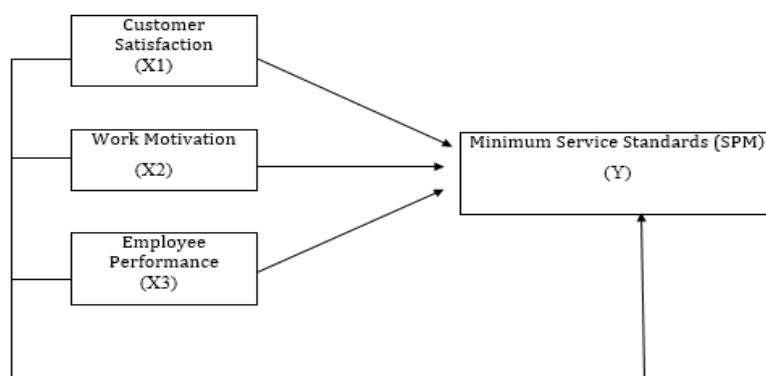 Customer
Satisfaction
(X1)
Work Motivation
(X2)
Employee
Performance
(X3)
Minimum Service Standards (SPM)
(Y)